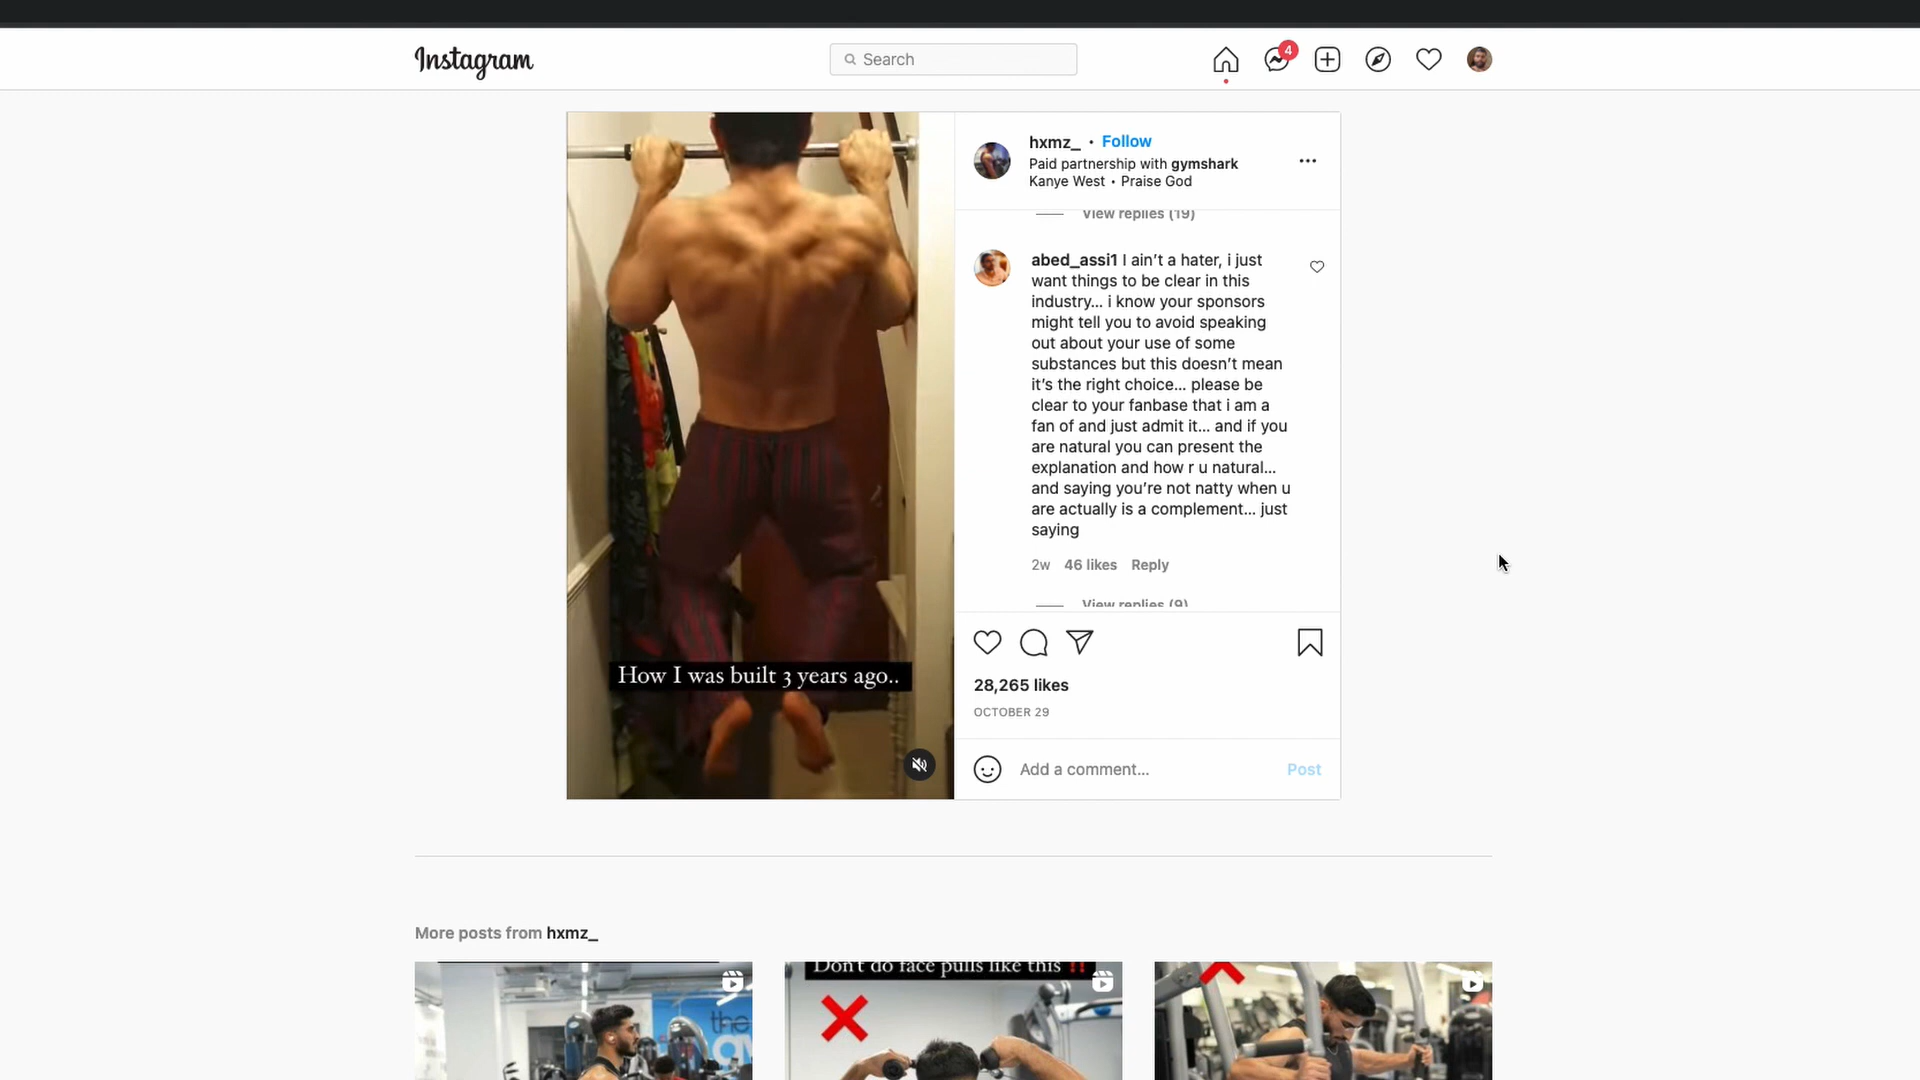 Instagram
Search
4
hxmz_ • Follow
Paid partnership with gymshark
Kanye West • Praise God
View replies (19)
abed_assi1 I ain't a hater, i just
want things to be clear in this
industry... i know your sponsors
might tell you to avoid speaking
out about your use of some
substances but this doesn't mean
it's the right choice... please be
clear to your fanbase that i am a
fan of and just admit it... and if you
are natural you can present the
explanation and how r u natural...
and saying you're not natty when u
are actually is a complement... just
saying
2w 46 likes Reply
View replies (9)
How I was built 3 years ago..
28,265 likes
OCTOBER 29
Add a comment... Post
More posts from hxmz_
Don't do face pulls like this ‼️
the